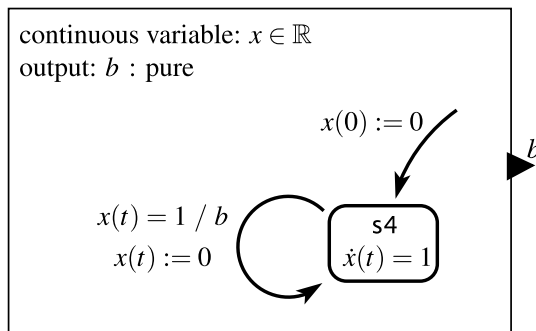 continuous variable: x ∈ ℝ
output: b : pure
x(0) := 0
b
x(t) = 1 / b
x(t) := 0
s4
ẋ(t) = 1